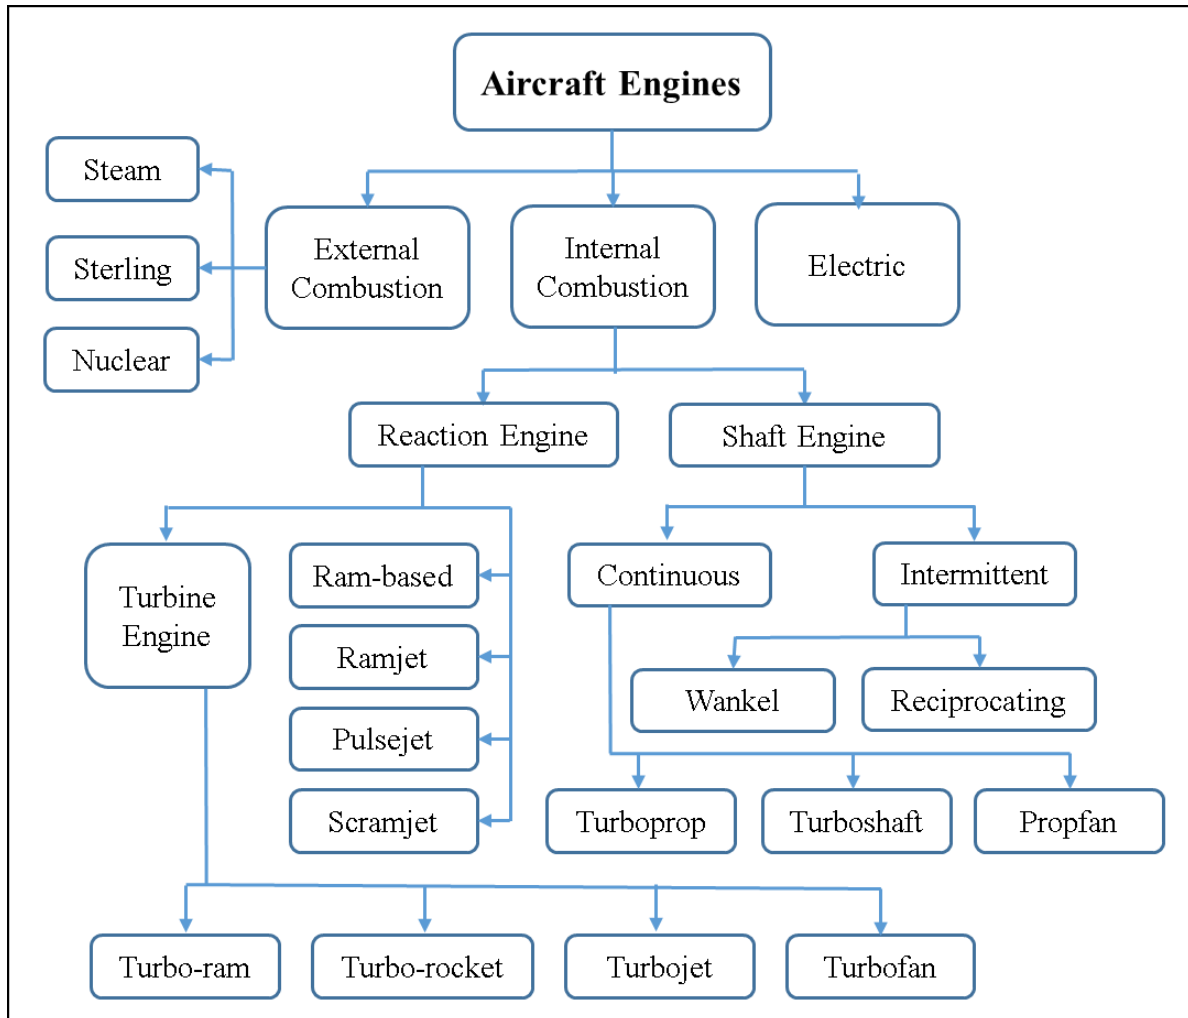 Aircraft Engines
Steam
Sterling
Nuclear
External
Combustion
Internal
Combustion
Electric
Reaction Engine
Shaft Engine
Turbine
Engine
Ram-based
Ramjet
Pulsejet
Scramjet
Continuous
Intermittent
Wankel
Reciprocating
Turboprop
Turboshaft
Propfan
Turbo-ram
Turbo-rocket
Turbojet
Turbofan